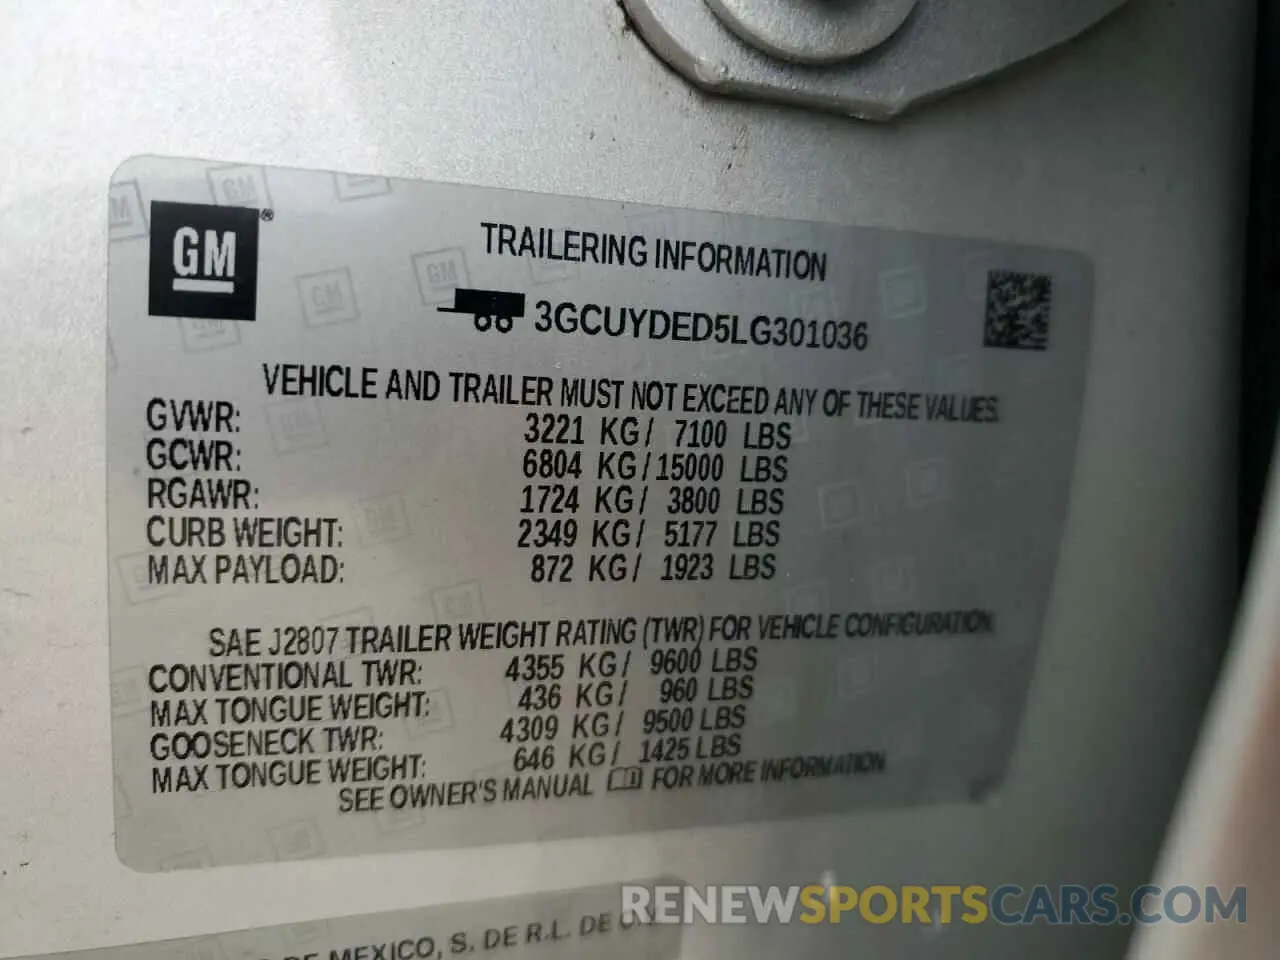 GM ®
TRAILERING INFORMATION
3GCUYDED5LG301036
VEHICLE AND TRAILER MUST NOT EXCEED ANY OF THESE VALUES.
GVWR: 3221 KG/ 7100 LBS
GCWR: 6804 KG/15000 LBS
RGAWR: 1724 KG/ 3800 LBS
CURB WEIGHT: 2349 KG/ 5177 LBS
MAX PAYLOAD: 872 KG/ 1923 LBS
SAE J2807 TRAILER WEIGHT RATING (TWR) FOR VEHICLE CONFIGURATION.
CONVENTIONAL TWR: 4355 KG/ 9600 LBS
MAX TONGUE WEIGHT: 436 KG/ 960 LBS
GOOSENECK TWR: 4309 KG/ 9500 LBS
MAX TONGUE WEIGHT: 646 KG/ 1425 LBS
SEE OWNER'S MANUAL FOR MORE INFORMATION
RENEWSPORTSCARS.COM
DE MEXICO, S. DE R.L. DE C.V.